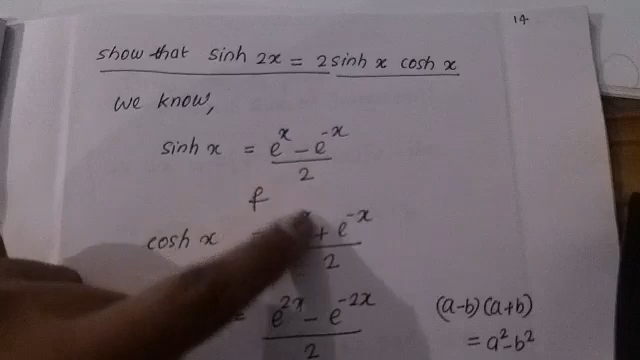 14
show that sinh 2x = 2 sinh x cosh x
We know,
sinh x = e^x - e^-x / 2
&
cosh x + e^-x / 2
= e^2x - e^-2x / 2
(a-b)(a+b)
= a²-b²